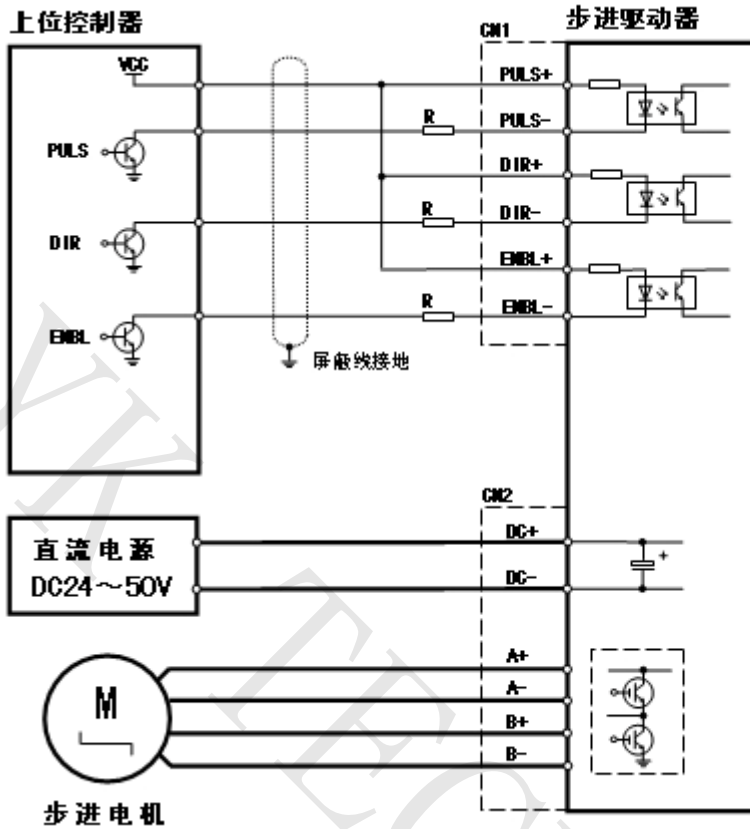 上位控制器
步进驱动器
CN1
VCC
PULS+
R
PULS-
PULS
DIR+
R
DIR-
DIR
ENBL+
R
ENBL-
ENBL
屏蔽线接地
CN2
直流电源
DC24～50V
DC+
+
DC-
A+
M
A-
B+
B-
步进电机